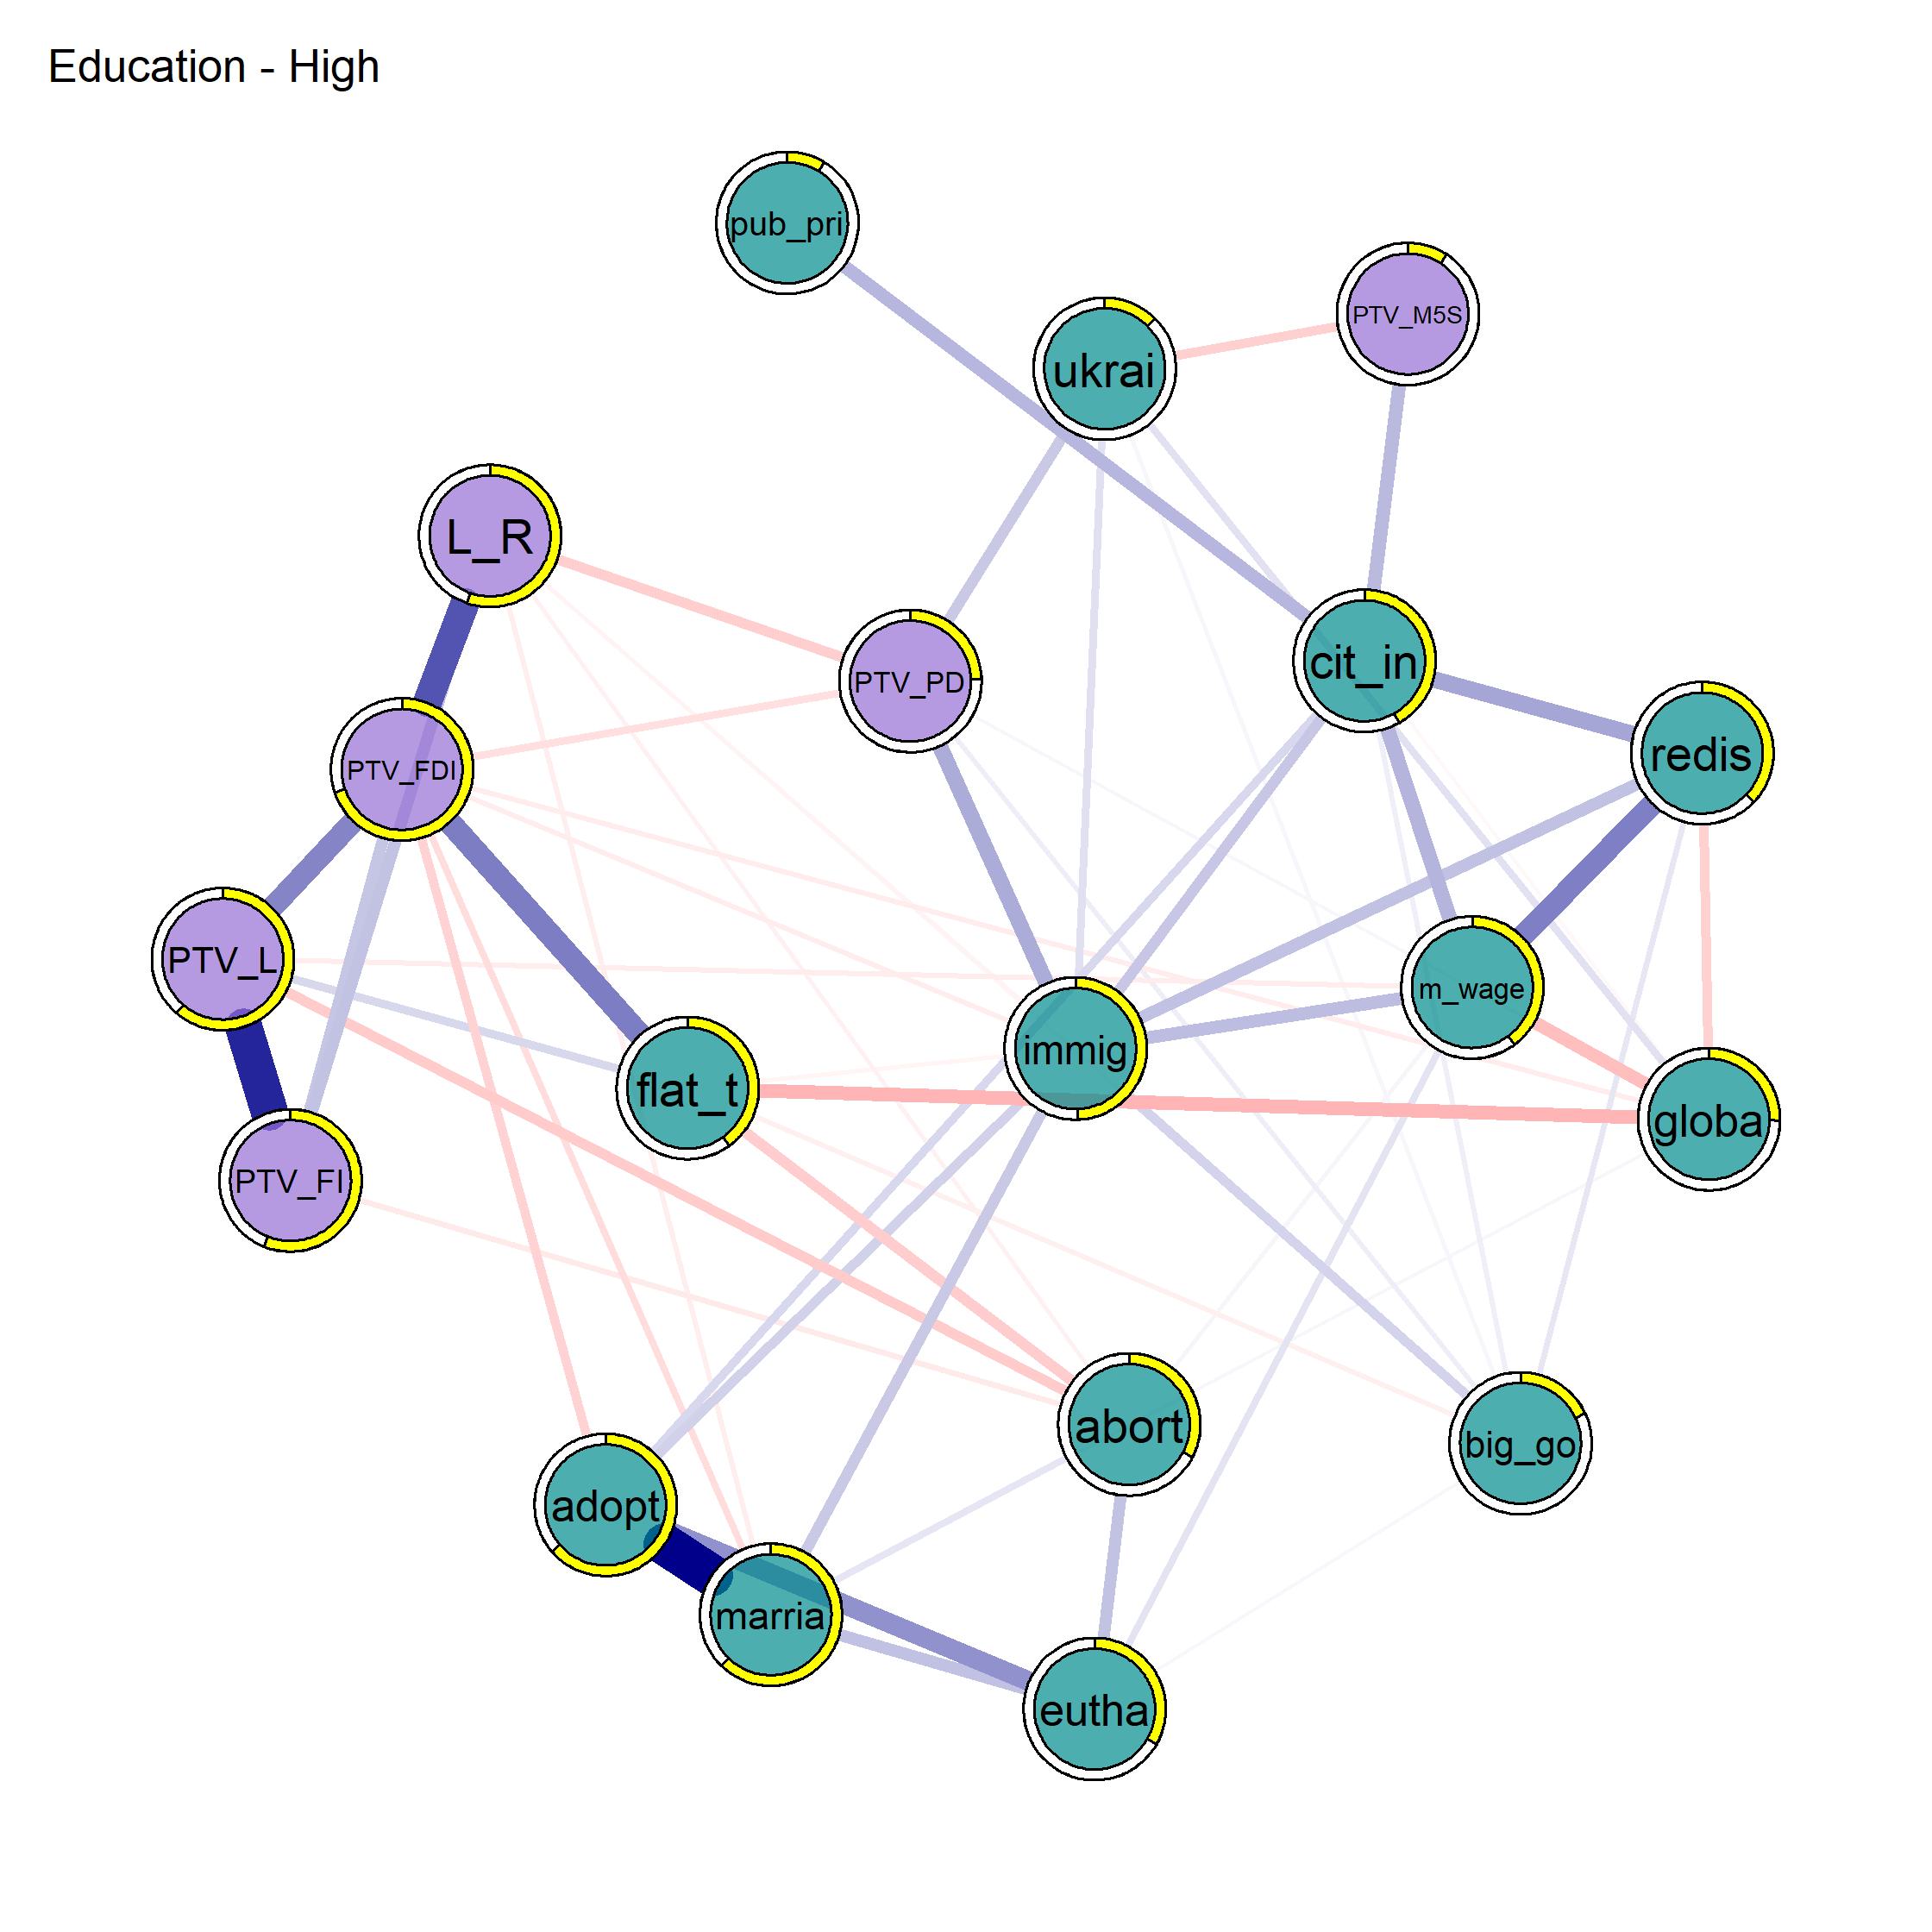 Education - High
pub_pri
PTV_M5S
ukrai
L_R
cit_in
PTV_PD
redis
PTV_FDI
PTV_L
m_wage
immig
flat_t
globa
PTV_FI
abort
big_go
adopt
marria
eutha